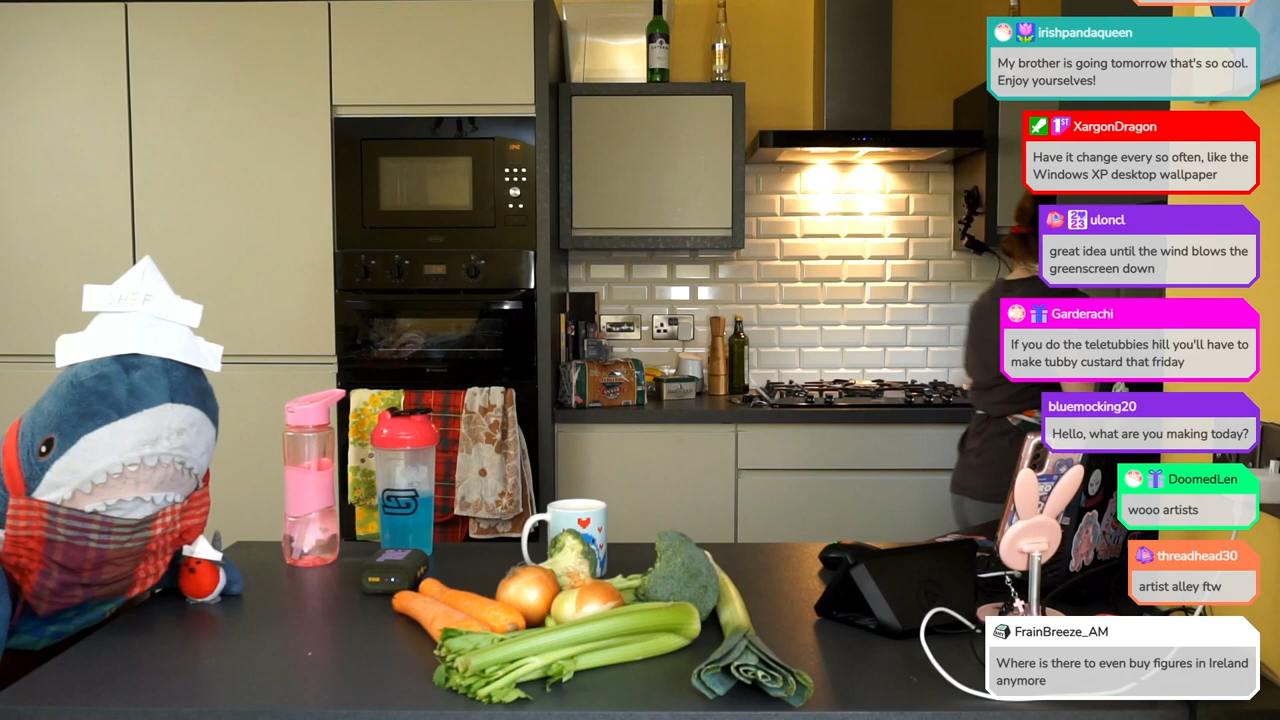 irishpandaqueen
My brother is going tomorrow that's so cool.
Enjoy yourselves!
1ST XargonDragon
Have it change every so often, like the
Windows XP desktop wallpaper
2 23 uloncl
great idea until the wind blows the
greenscreen down
Garderachi
If you do the teletubbies hill you'll have to
make tubby custard that friday
bluemocking20
Hello, what are you making today?
DoomedLen
wooo artists
threadhead30
artist alley ftw
FrainBreeze_AM
Where is there to even buy figures in Ireland
anymore
CHEF